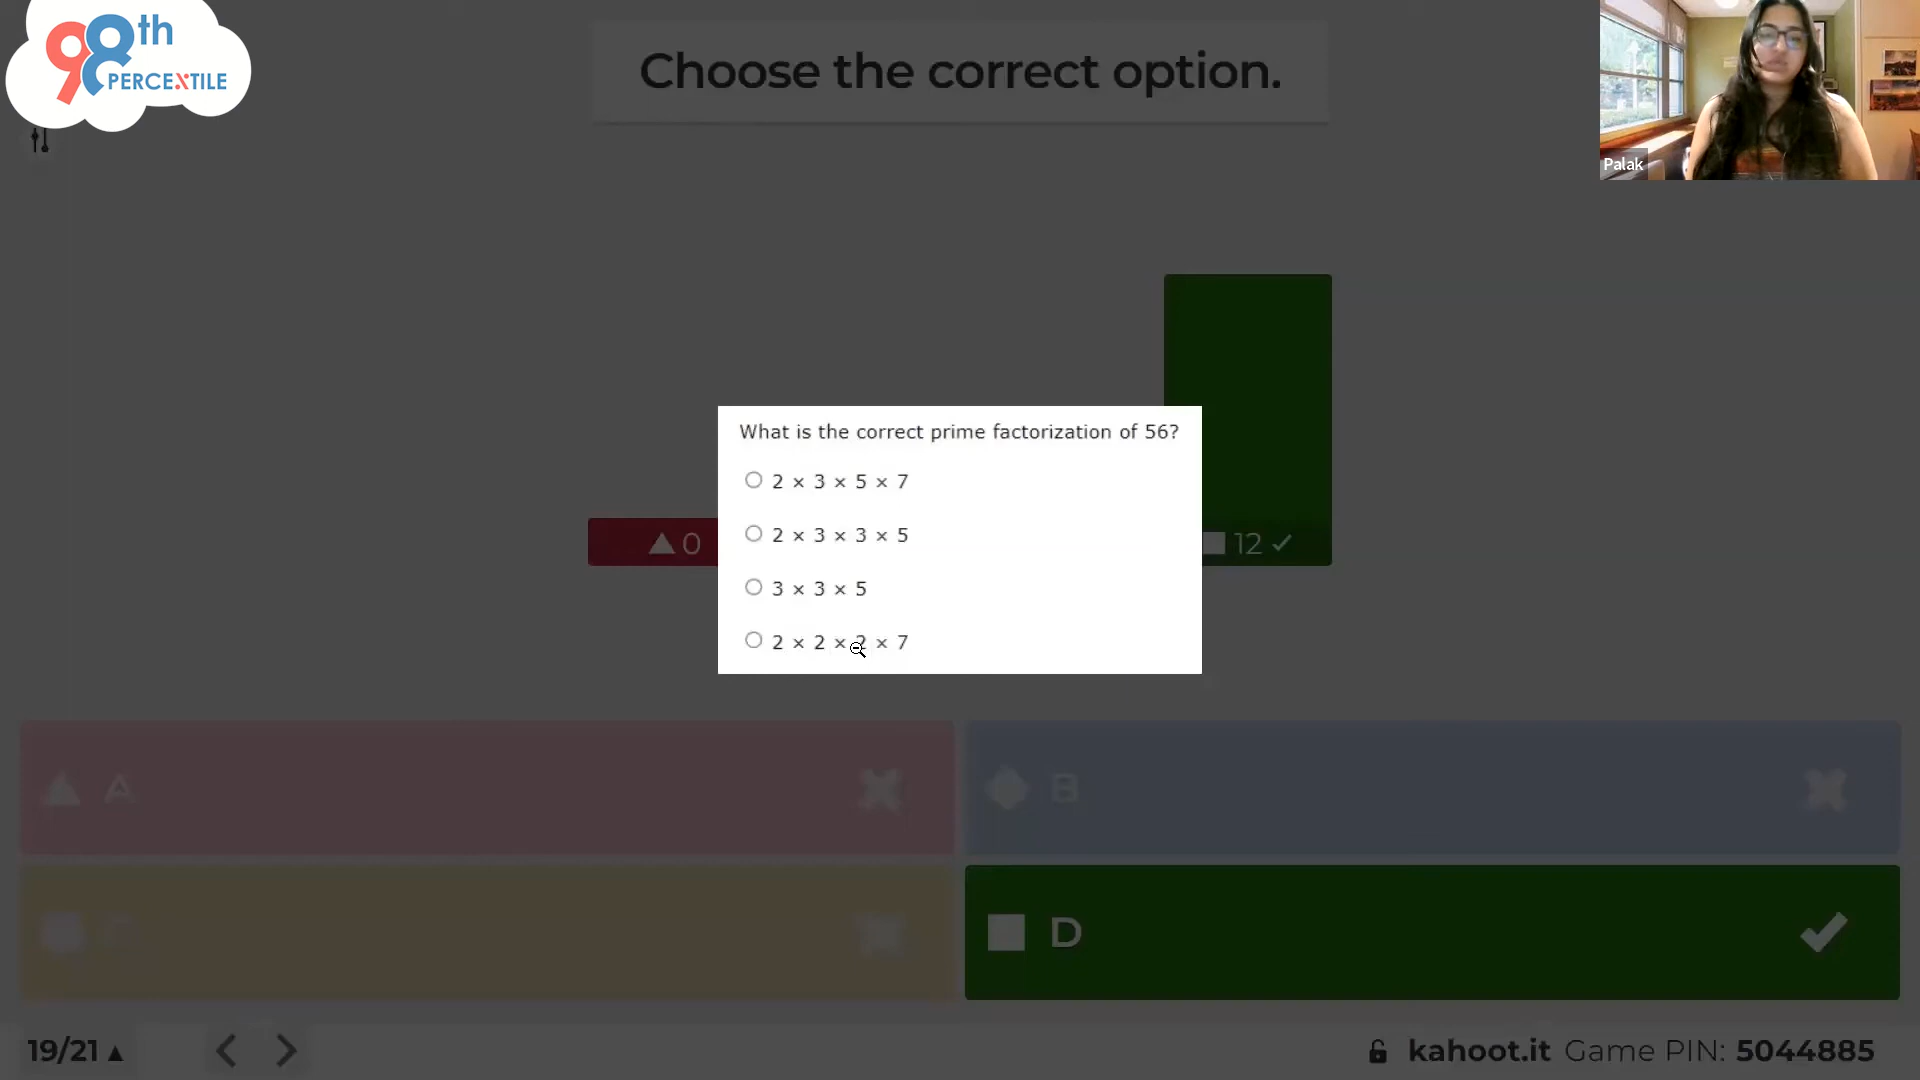 98th
PERCEXTILE
Choose the correct option.
Palak
What is the correct prime factorization of 56?
2 × 3 × 5 × 7
2 × 3 × 3 × 5
3 × 3 × 5
2 × 2 × 2 × 7
0
12
A
B
C
D
19/21
kahoot.it Game PIN: 5044885